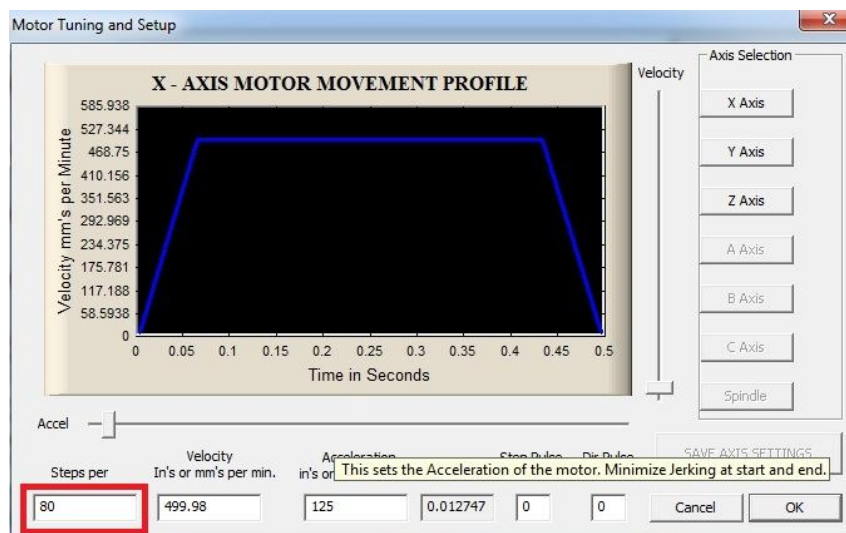 Motor Tuning and Setup
X - AXIS MOTOR MOVEMENT PROFILE
Velocity mm's per Minute
585.938
527.344
468.75
410.156
351.563
292.969
234.375
175.781
117.188
58.5938
0
0 0.05 0.1 0.15 0.2 0.25 0.3 0.35 0.4 0.45 0.5
Time in Seconds
Velocity
Axis Selection
X Axis
Y Axis
Z Axis
A Axis
B Axis
C Axis
Spindle
Accel
Steps per
Velocity
In's or mm's per min.
Acceleration
in's or
Step Pulse
Dir Pulse
SAVE AXIS SETTINGS
This sets the Acceleration of the motor. Minimize Jerking at start and end.
80
499.98
125
0.012747
0
0
Cancel
OK